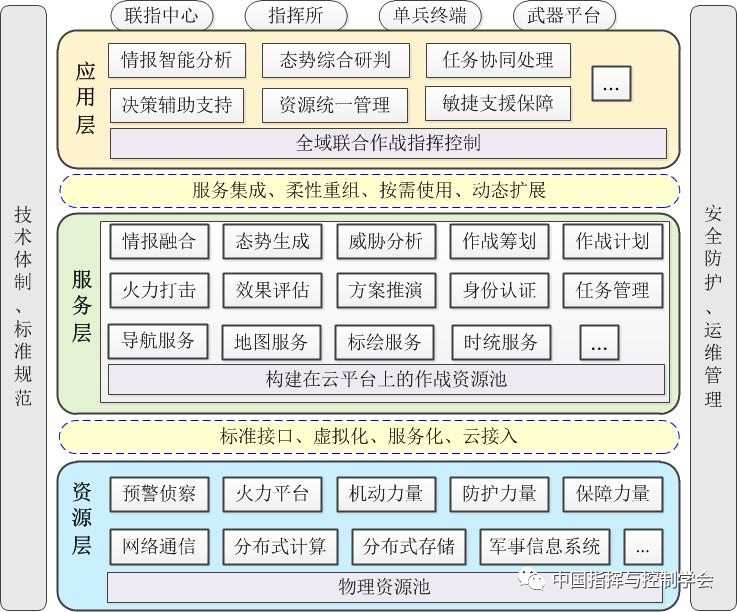 联指中心 指挥所 单兵终端 武器平台
技术体制、标准规范
应用层
情报智能分析 态势综合研判 任务协同处理
决策辅助支持 资源统一管理 敏捷支援保障
...
全域联合作战指挥控制
服务集成、柔性重组、按需使用、动态扩展
服务层
情报融合 态势生成 威胁分析 作战筹划 作战计划
火力打击 效果评估 方案推演 身份认证 任务管理
导航服务 地图服务 标绘服务 时统服务 ...
构建在云平台上的作战资源池
标准接口、虚拟化、服务化、云接入
资源层
预警侦察 火力平台 机动力量 防护力量 保障力量
网络通信 分布式计算 分布式存储 军事信息系统 ...
物理资源池
安全防护、运维管理
中国指挥与控制学会